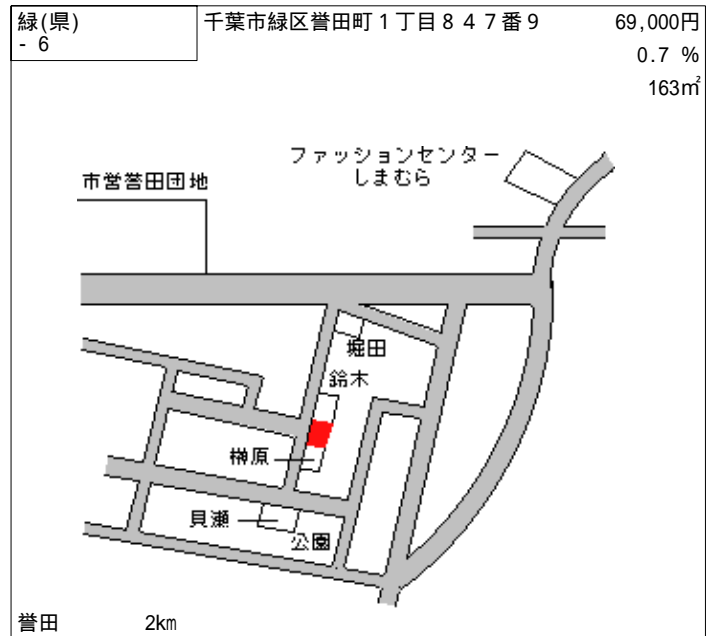 緑(県)
- 6
千葉市緑区誉田町１丁目８４７番９
69,000円
0.7 %
163㎡
ファッションセンター
しまむら
市営誉田団地
堀田
鈴木
榊原
貝瀬
公園
誉田 2km